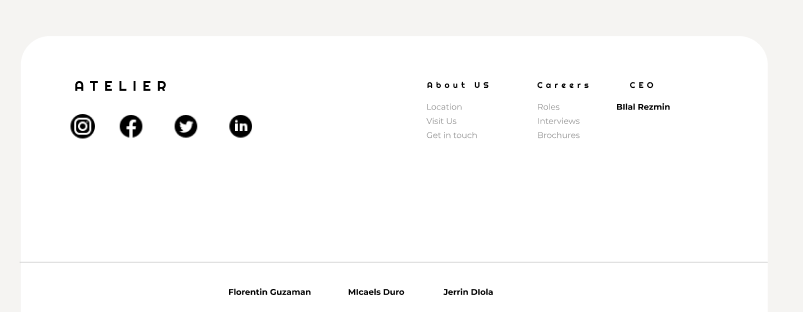 ATELIER
About US
Location
Visit Us
Get in touch
Careers
Roles
Interviews
Brochures
CEO
BIlal Rezmin
Florentin Guzaman
MIcaels Duro
Jerrin DIola